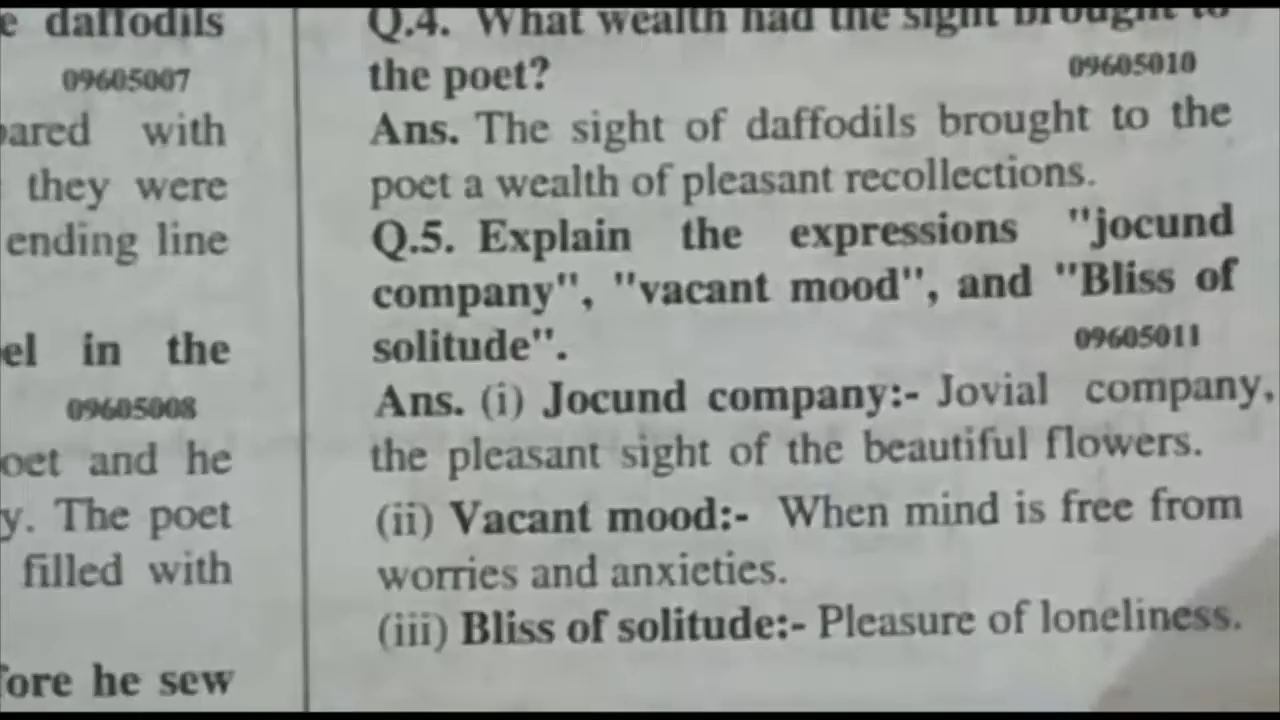 e daffodils
09605007
pared with
they were
ending line
el in the
09605008
oet and he
y. The poet
filled with
fore he sew
Q.4. What wealth had the sight brought to
the poet?
09605010
Ans. The sight of daffodils brought to the
poet a wealth of pleasant recollections.
Q.5. Explain the expressions "jocund
company", "vacant mood", and "Bliss of
solitude".
09605011
Ans. (i) Jocund company:- Jovial company,
the pleasant sight of the beautiful flowers.
(ii) Vacant mood:- When mind is free from
worries and anxieties.
(iii) Bliss of solitude:- Pleasure of loneliness.